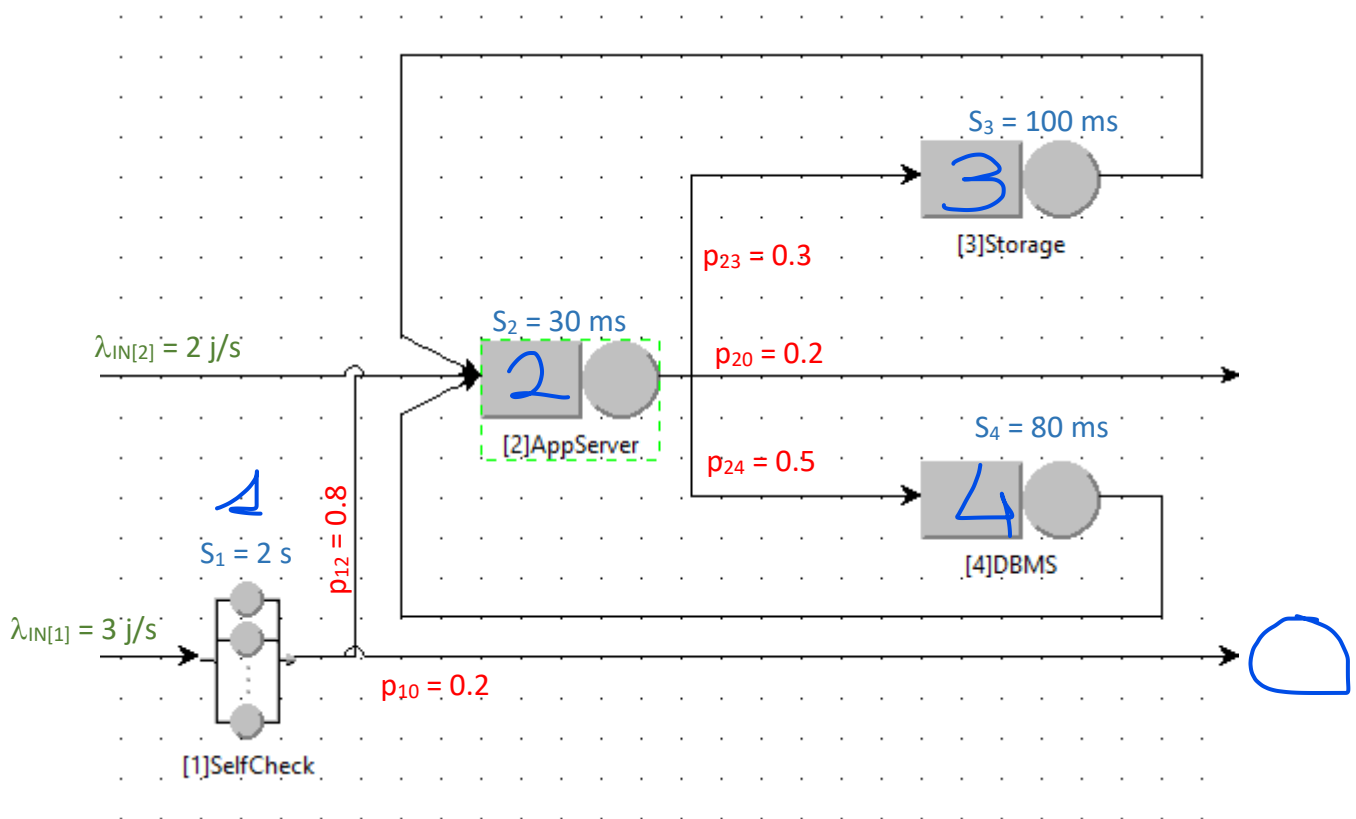 S₃ = 100 ms
3
[3]Storage
p₂₃ = 0.3
S₂ = 30 ms
λIN[2] = 2 j/s
p₂₀ = 0.2
2
[2]AppServer
S₄ = 80 ms
p₂₄ = 0.5
1
4
p₁₂ = 0.8
S₁ = 2 s
[4]DBMS
λIN[1] = 3 j/s
p₁₀ = 0.2
[1]SelfCheck